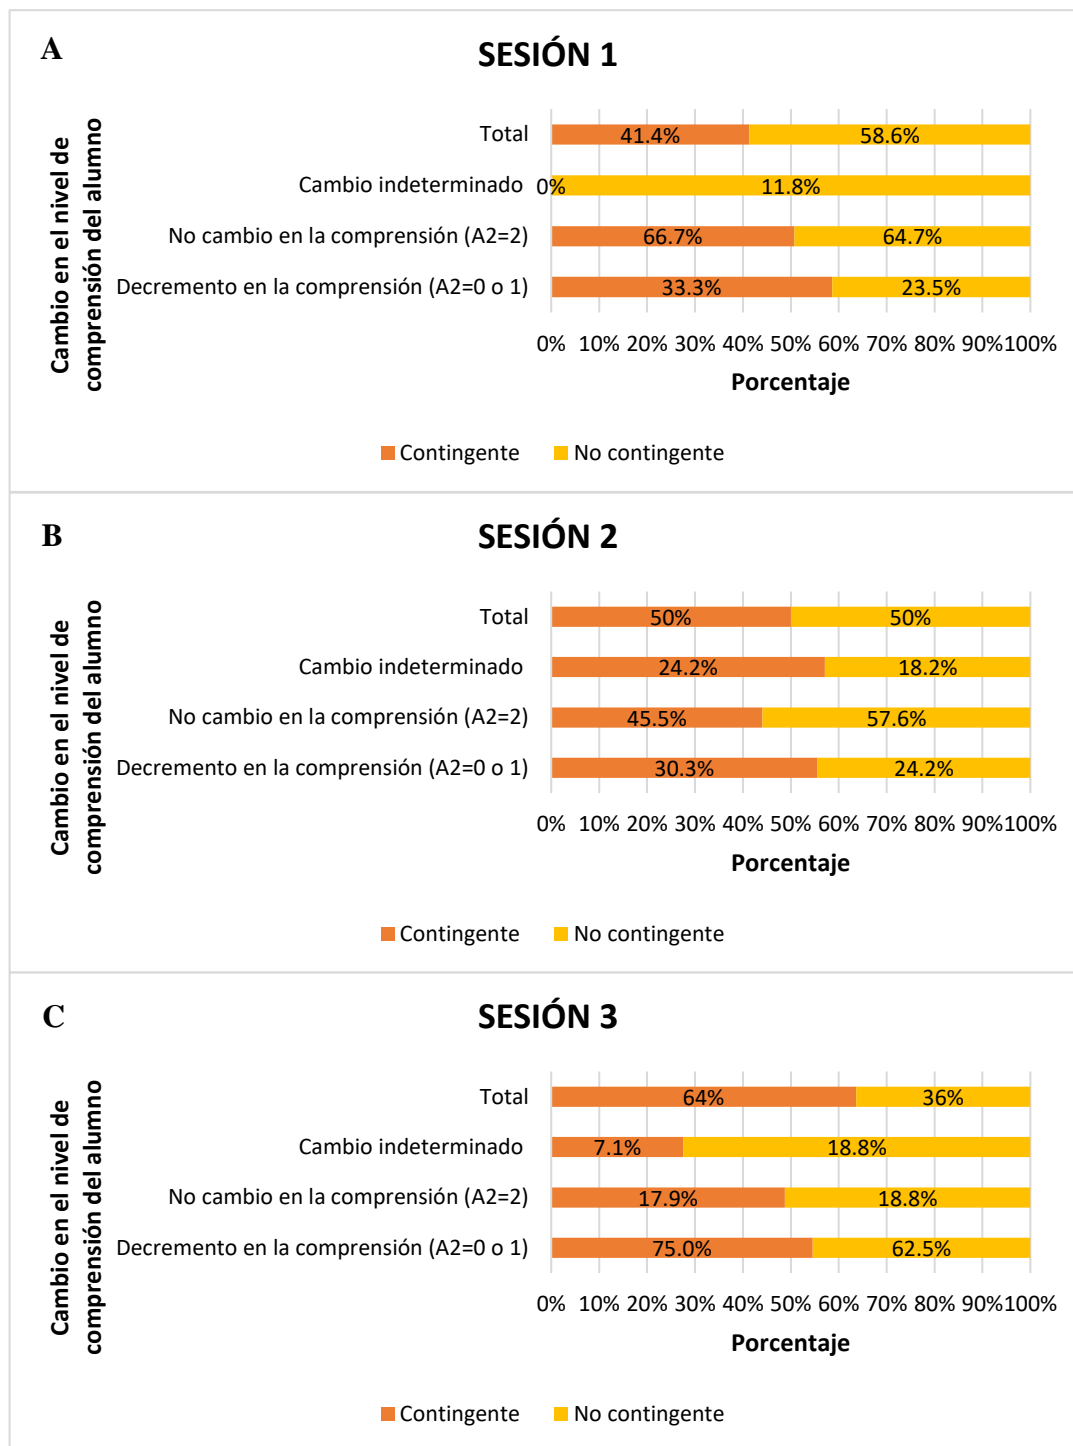 A
SESIÓN 1
Cambio en el nivel de
comprensión del alumno
Total
41.4%
58.6%
Cambio indeterminado
0%
11.8%
No cambio en la comprensión (A2=2)
66.7%
64.7%
Decremento en la comprensión (A2=0 o 1)
33.3%
23.5%
0% 10% 20% 30% 40% 50% 60% 70% 80% 90% 100%
Porcentaje
Contingente
No contingente
B
SESIÓN 2
Cambio en el nivel de
comprensión del alumno
Total
50%
50%
Cambio indeterminado
24.2%
18.2%
No cambio en la comprensión (A2=2)
45.5%
57.6%
Decremento en la comprensión (A2=0 o 1)
30.3%
24.2%
0% 10% 20% 30% 40% 50% 60% 70% 80% 90% 100%
Porcentaje
Contingente
No contingente
C
SESIÓN 3
Cambio en el nivel de
comprensión del alumno
Total
64%
36%
Cambio indeterminado
7.1%
18.8%
No cambio en la comprensión (A2=2)
17.9%
18.8%
Decremento en la comprensión (A2=0 o 1)
75.0%
62.5%
0% 10% 20% 30% 40% 50% 60% 70% 80% 90% 100%
Porcentaje
Contingente
No contingente